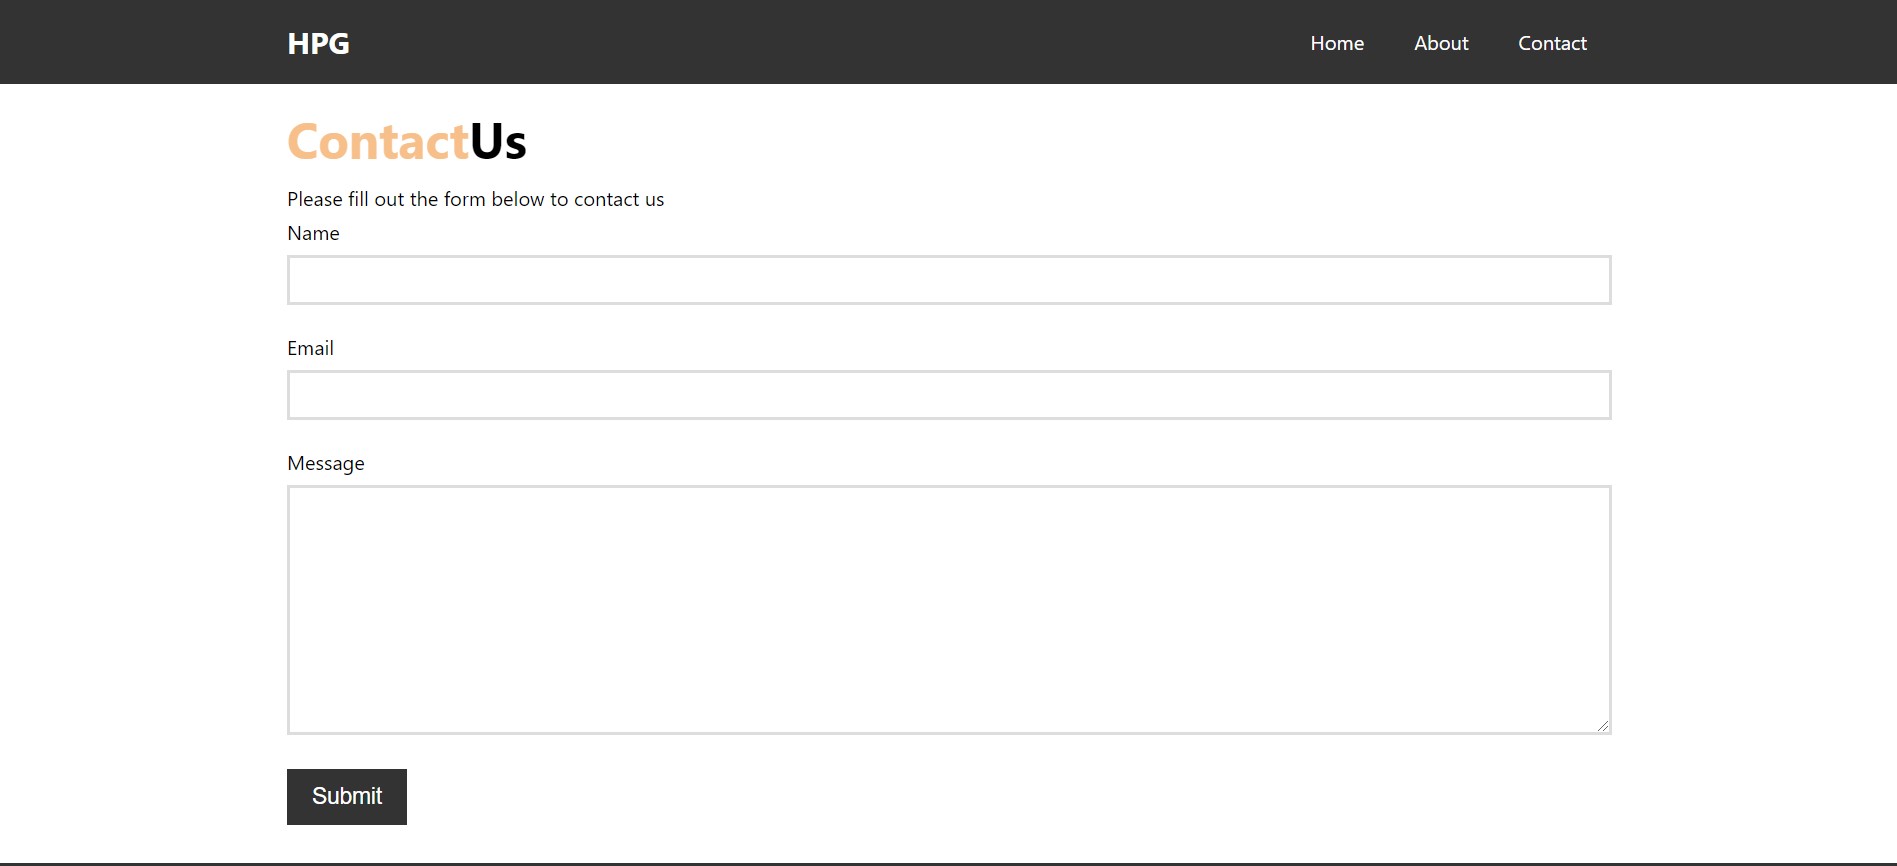 HPG
Home About Contact
ContactUs
Please fill out the form below to contact us
Name
Email
Message
Submit